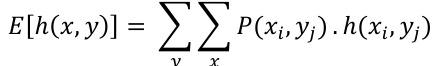 E[h(x,y)] = ∑_y ∑_x P(x_i, y_j) . h(x_i, y_j)